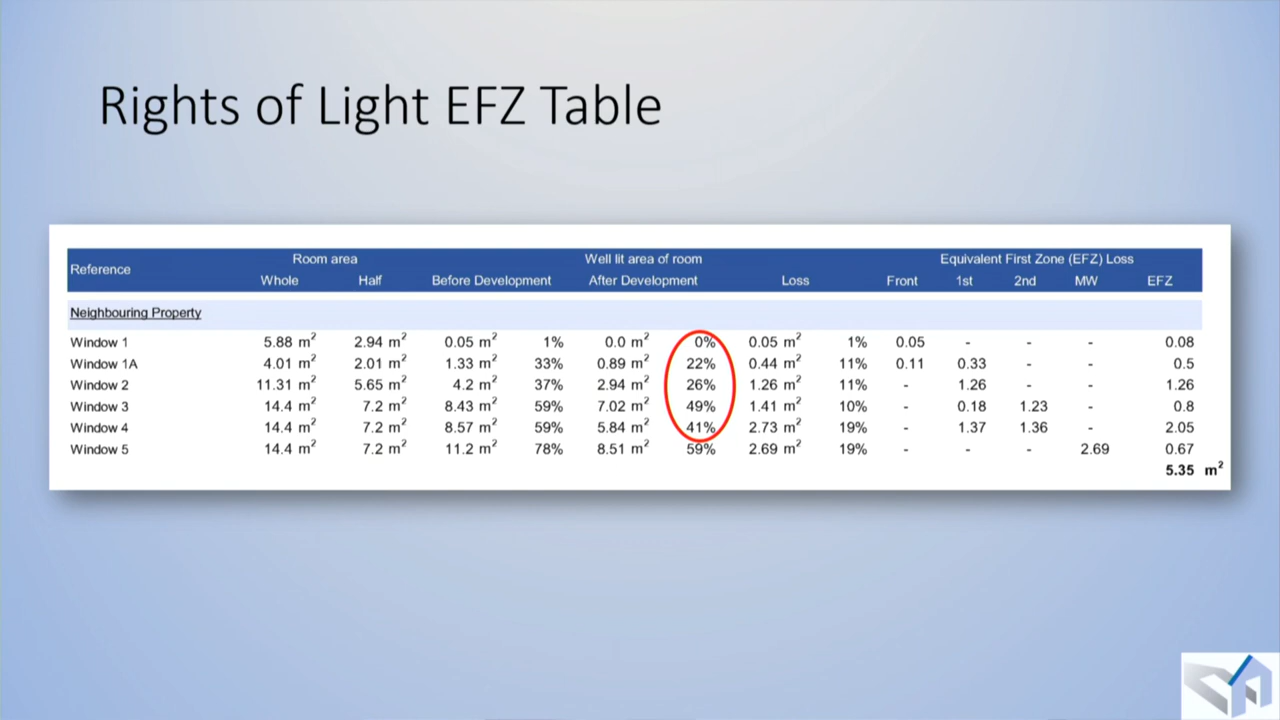 Rights of Light EFZ Table
Reference Room area Well lit area of room Equivalent First Zone (EFZ) Loss
Whole Half Before Development After Development Loss Front 1st 2nd MW EFZ
Neighbouring Property
Window 1 5.88 m² 2.94 m² 0.05 m² 1% 0.0 m² 0% 0.05 m² 1% 0.05 - - - 0.08
Window 1A 4.01 m² 2.01 m² 1.33 m² 33% 0.89 m² 22% 0.44 m² 11% 0.11 0.33 - - 0.5
Window 2 11.31 m² 5.65 m² 4.2 m² 37% 2.94 m² 26% 1.26 m² 11% - 1.26 - - 1.26
Window 3 14.4 m² 7.2 m² 8.43 m² 59% 7.02 m² 49% 1.41 m² 10% - 0.18 1.23 - 0.8
Window 4 14.4 m² 7.2 m² 8.57 m² 59% 5.84 m² 41% 2.73 m² 19% - 1.37 1.36 - 2.05
Window 5 14.4 m² 7.2 m² 11.2 m² 78% 8.51 m² 59% 2.69 m² 19% - - - 2.69 0.67
5.35 m²